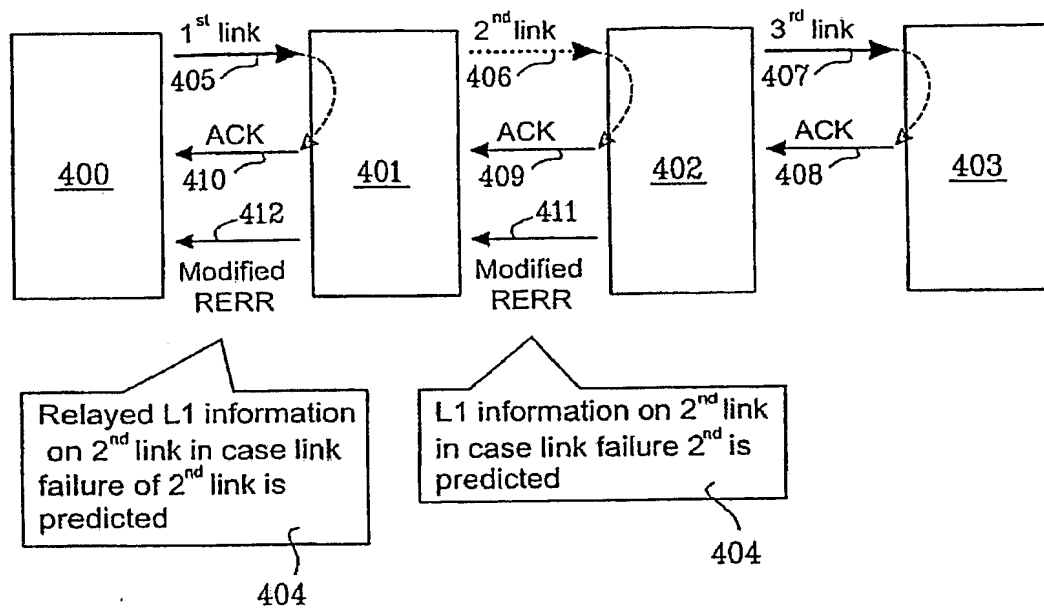 1st link
2nd link
3rd link
405
406
407
ACK
ACK
ACK
400
410
401
409
402
408
403
412
411
Modified
RERR
Modified
RERR
Relayed L1 information
on 2nd link in case link
failure of 2nd link is
predicted
L1 information on 2nd link
in case link failure 2nd is
predicted
404
404